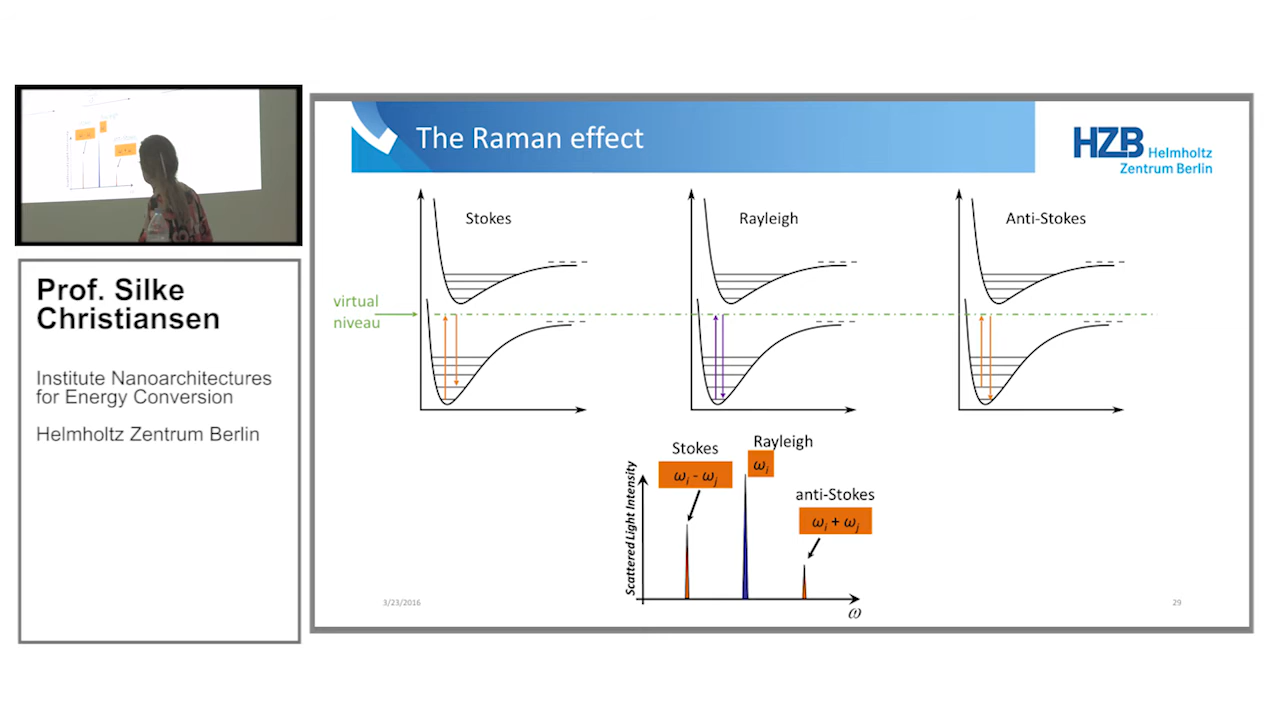 Prof. Silke
Christiansen
Institute Nanoarchitectures
for Energy Conversion
Helmholtz Zentrum Berlin
The Raman effect
HZB Helmholtz
Zentrum Berlin
Stokes
Rayleigh
Anti-Stokes
virtual
niveau
Stokes
ωi - ωj
Rayleigh
ωi
anti-Stokes
ωi + ωj
Scattered Light Intensity
ω
3/23/2016
29